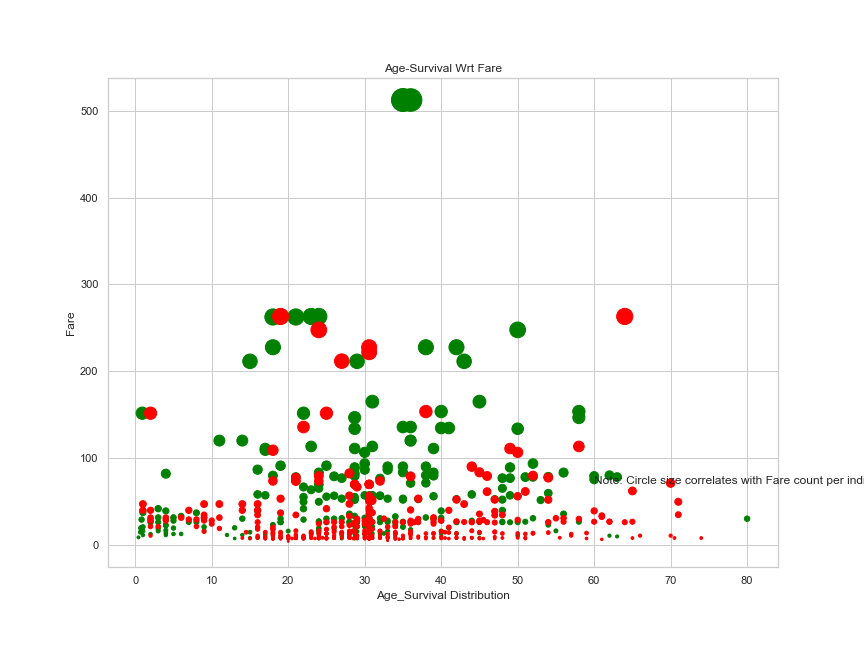 Age-Survival Wrt Fare
500
400
300
200
100
0
Fare
Note: Circle size correlates with Fare count per indi
0 10 20 30 40 50 60 70 80
Age_Survival Distribution